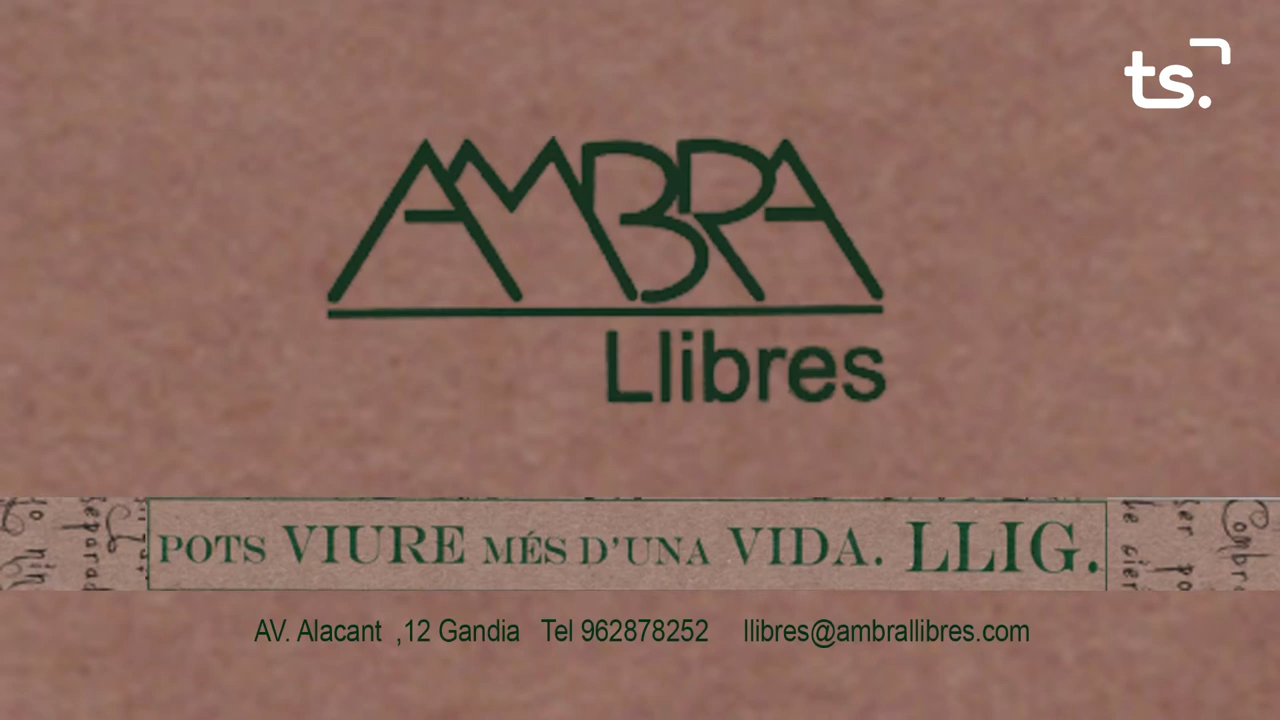 ts.
AMBRA
Llibres
POTS VIURE MÉS D'UNA VIDA. LLIG.
AV. Alacant ,12 Gandia Tel 962878252 llibres@ambrallibres.com